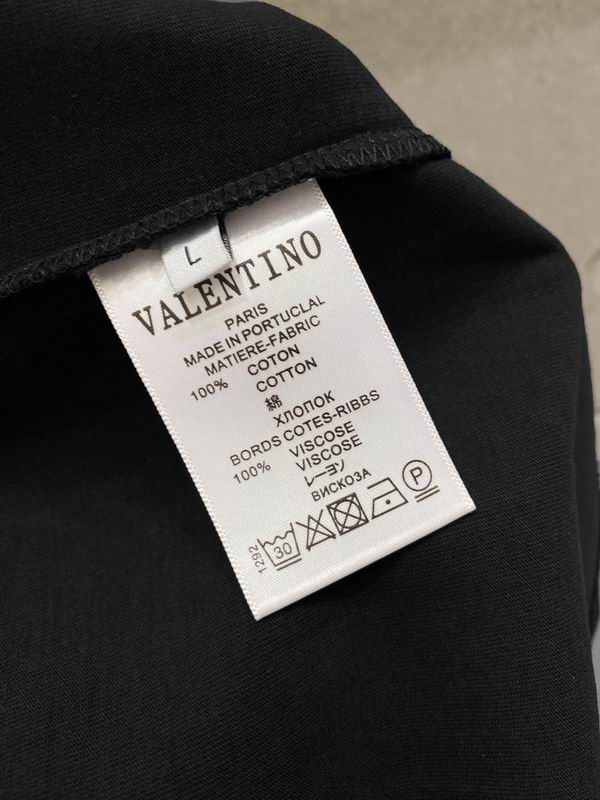 L
VALENTINO
PARIS
MADE IN PORTUCLAL
MATIERE-FABRIC
100% COTON
COTTON
綿
ХЛОПОК
BORDS COTES-RIBBS
100% VISCOSE
VISCOSE
レーヨン
ВИСКОЗА
1292
30
P